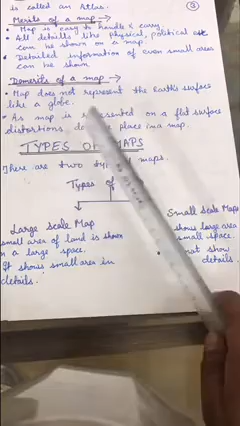 is called an Atlas. 3
Merits of a map →
• Map is easy to handle & carry.
• All details like physical, political etc
can be shown on a map.
• Detailed information of even small areas
can be shown
Demerits of a map →
• Map does not represent the Earth's surface
like a globe.
• As map is represented on a flat surface
distortions place in a map.
TYPES OF MAPS
There are two maps.
Types of
Large Scale Map
small area of land is shown
n a large space.
It shows small area in
details.
Small Scale Maps
shows large area
small space.
not show
details.